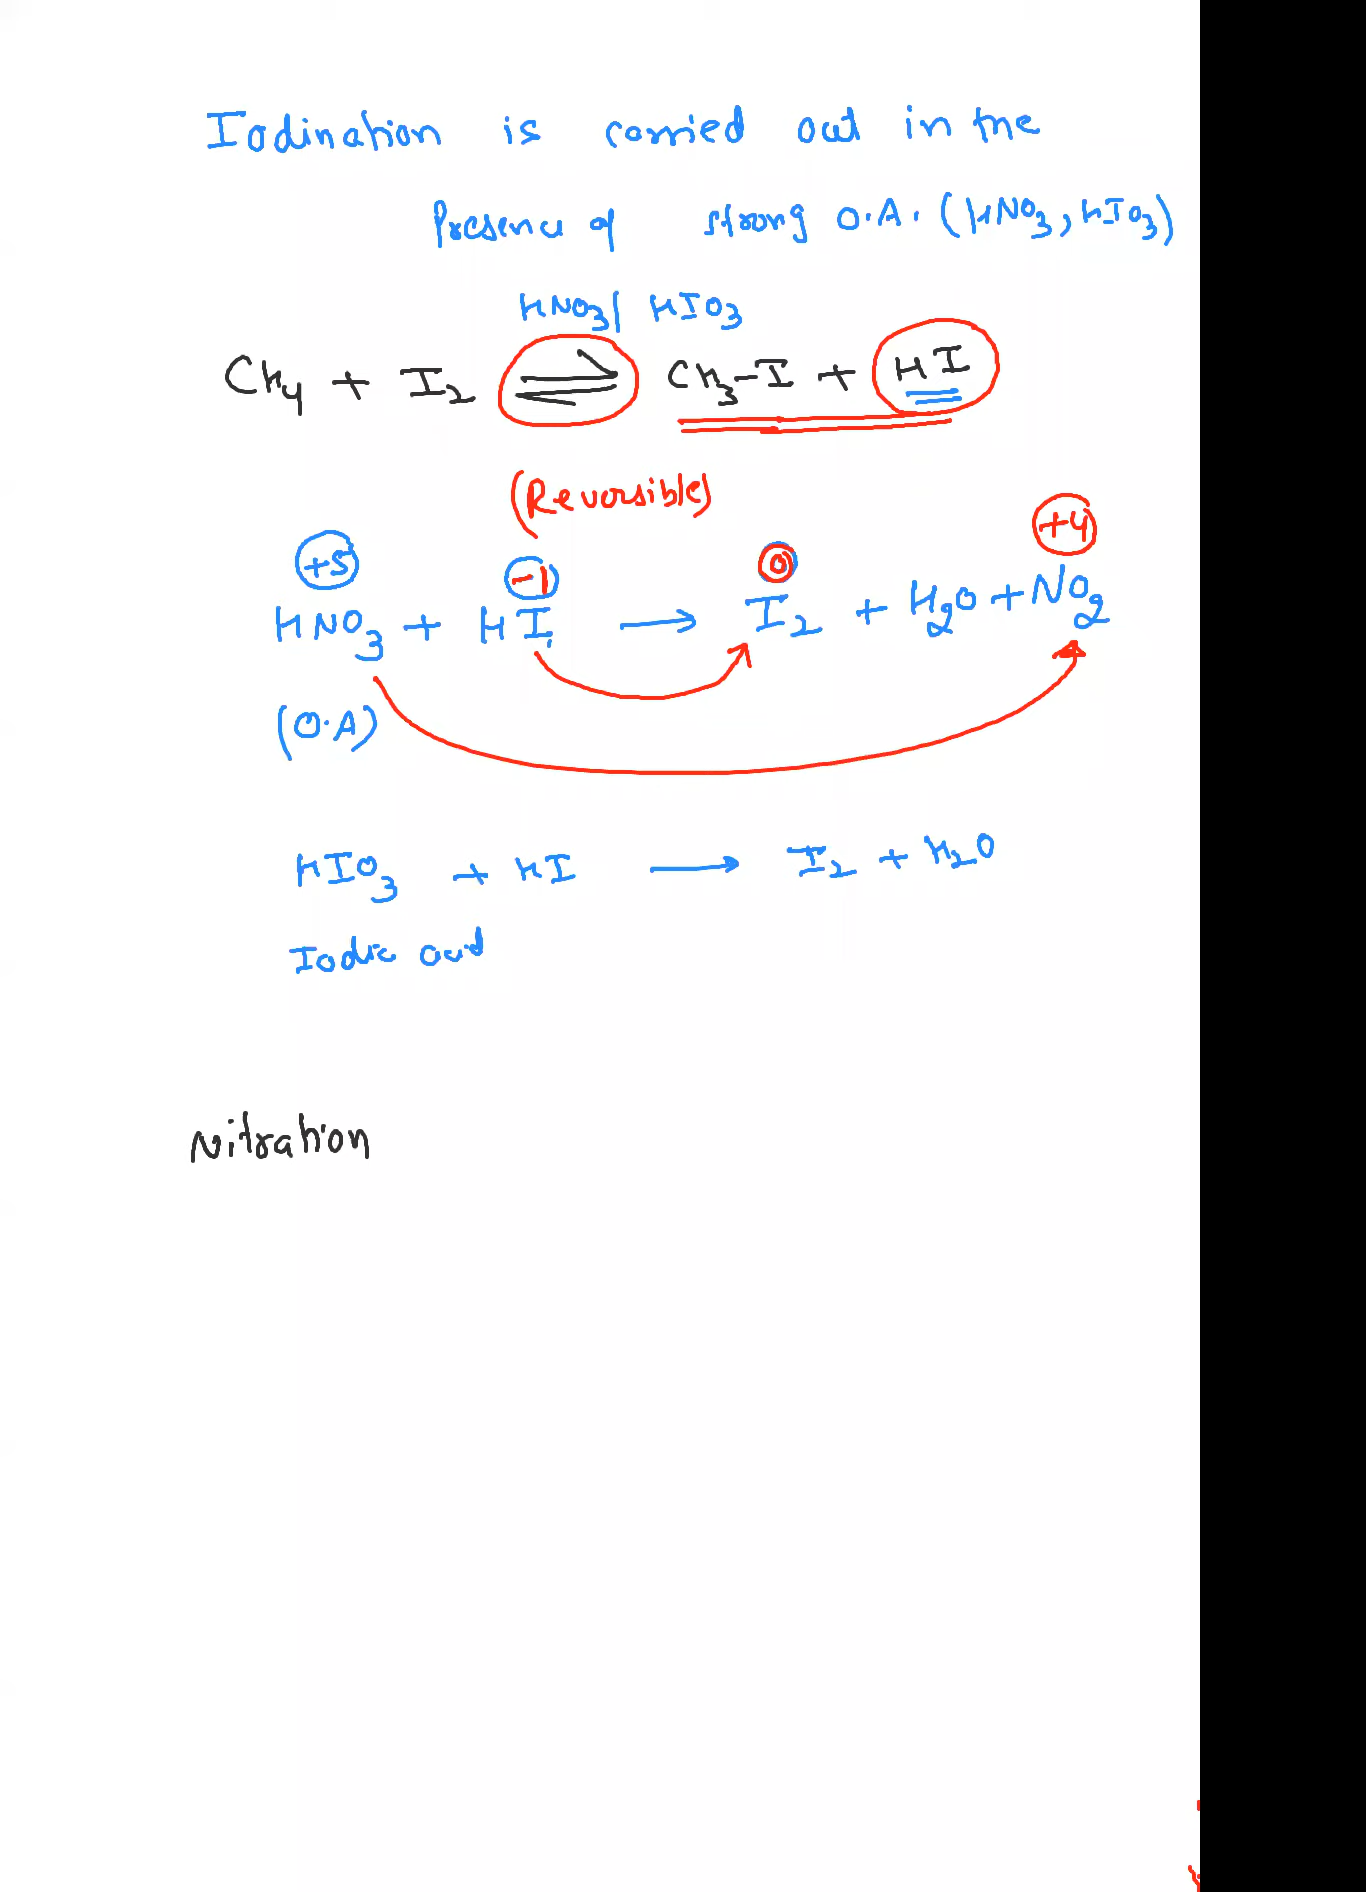 Iodination is carried out in the
Presence of strong O.A. (HNO3, HIO3)
HNO3/ HIO3
CH4 + I2 ⇌ CH3-I + HI
(Reversible)
+5 -1 0 +4
HNO3 + HI → I2 + H2O + NO2
(O.A)
HIO3 + HI → I2 + H2O
Iodic acid
Nitration